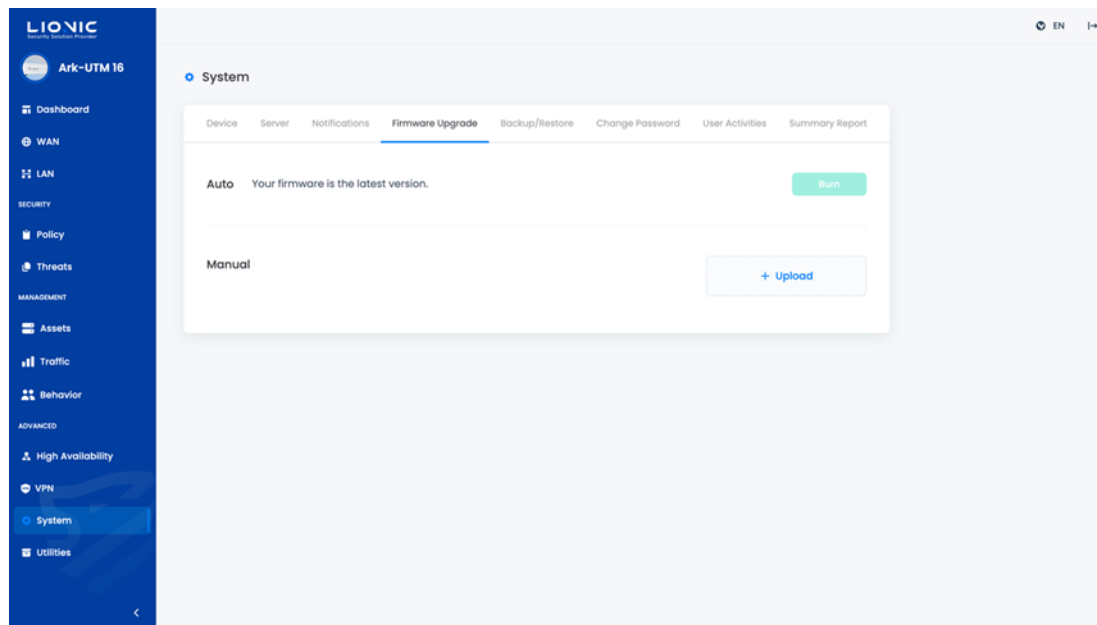 LIONIC
Security Solution Provider
EN
Ark-UTM 16
System
Dashboard
WAN
LAN
SECURITY
Policy
Threats
MANAGEMENT
Assets
Traffic
Behavior
ADVANCED
High Availability
VPN
System
Utilities
Device Server Notifications Firmware Upgrade Backup/Restore Change Password User Activities Summary Report
Auto Your firmware is the latest version. Burn
Manual + Upload